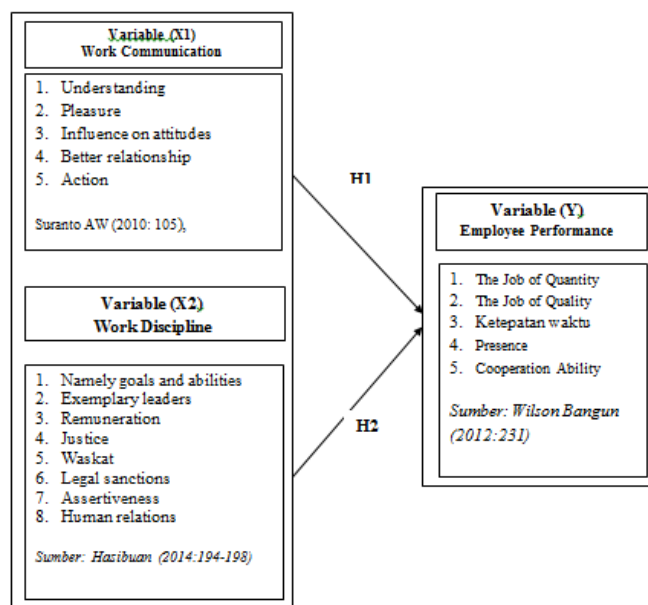 Variable (X1)
Work Communication
1. Understanding
2. Pleasure
3. Influence on attitudes
4. Better relationship
5. Action
Suranto AW (2010: 105),
Variable (X2)
Work Discipline
1. Namely goals and abilities
2. Exemplary leaders
3. Remuneration
4. Justice
5. Waskat
6. Legal sanctions
7. Assertiveness
8. Human relations
Sumber: Hasibuan (2014:194-198)
H1
H2
Variable (Y)
Employee Performance
1. The Job of Quantity
2. The Job of Quality
3. Ketepatan waktu
4. Presence
5. Cooperation Ability
Sumber: Wilson Bangun
(2012:231)